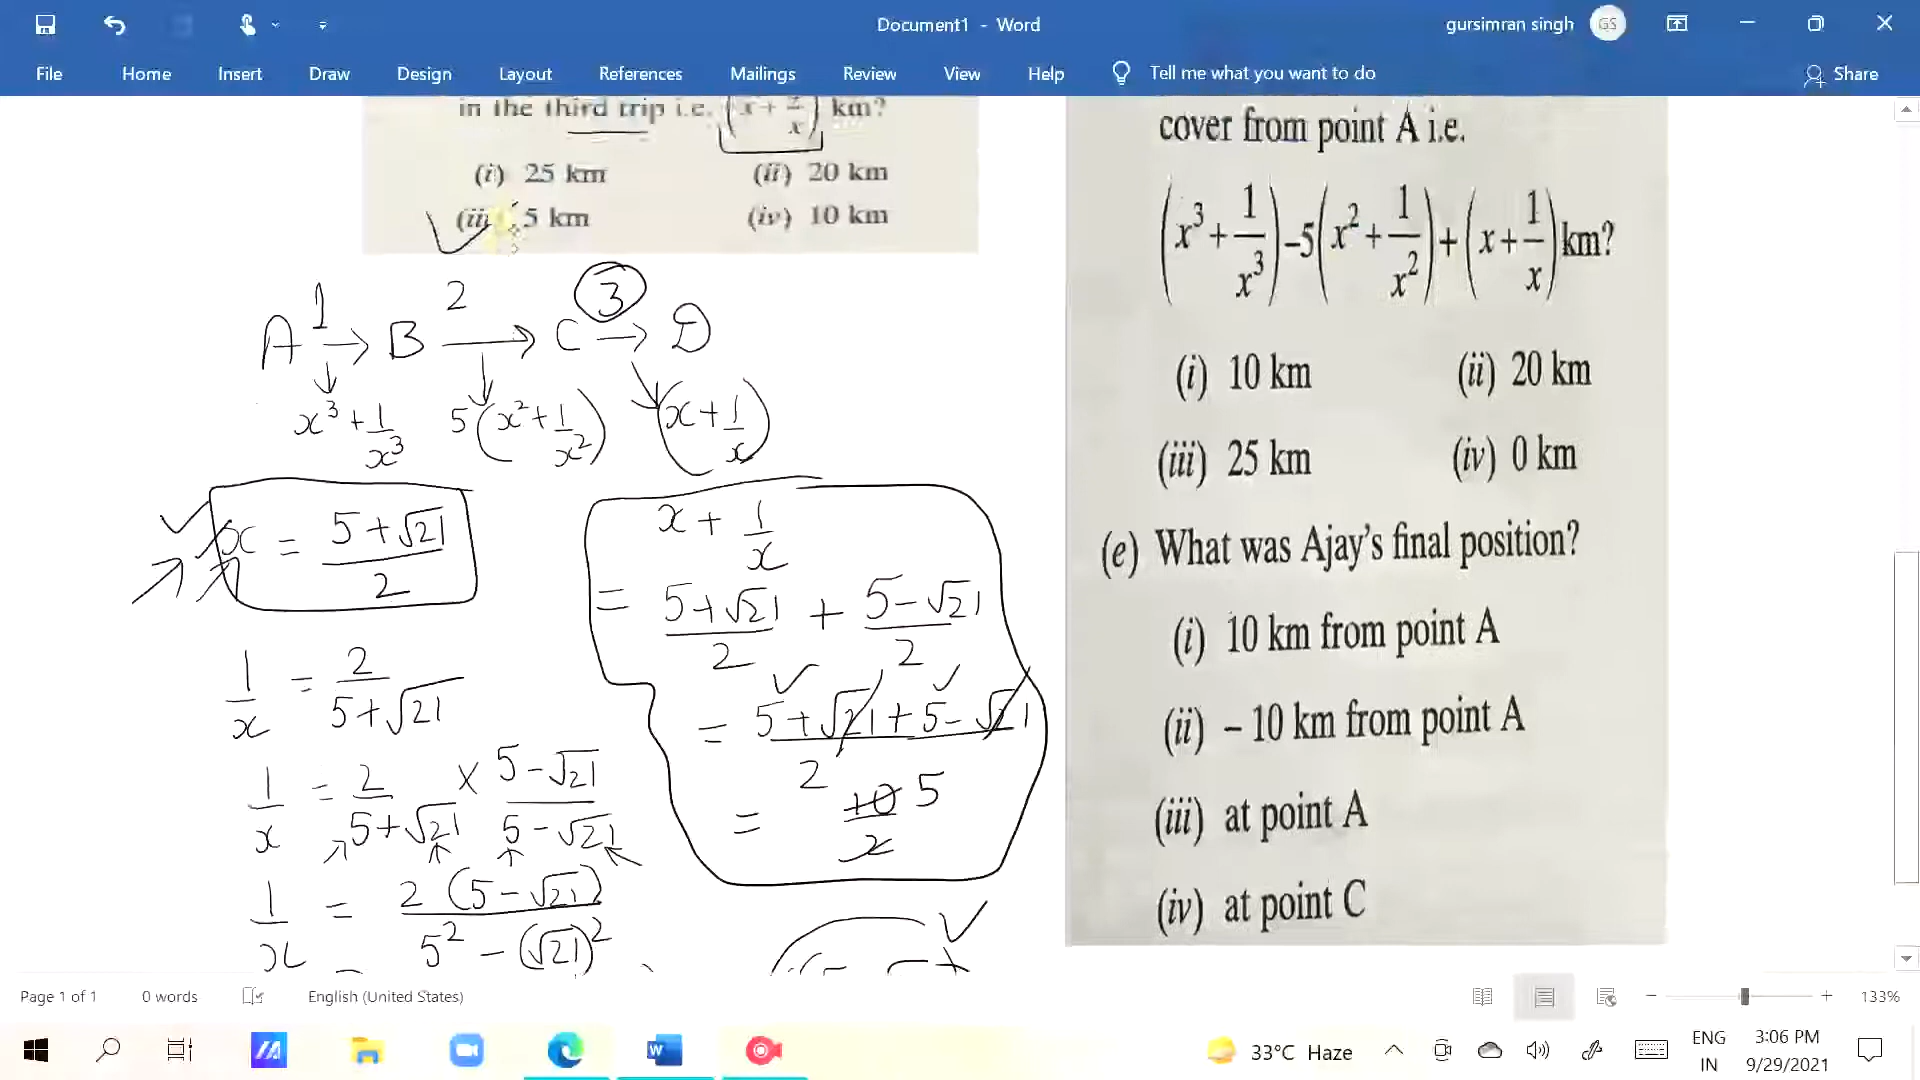 Document1 - Word
gursimran singh
GS
File Home Insert Draw Design Layout References Mailings Review View Help Tell me what you want to do
Share
in the third trip i.e. (x + 1/x) km?
(i) 25 km (ii) 20 km
(iii) 5 km (iv) 10 km
A → B → C → D
1 2 3
x³ + 1/x³ 5(x² + 1/x²) (x + 1/x)
x = (5 + √21)/2
1/x = 2/(5 + √21)
1/x = 2/(5 + √21) × (5 - √21)/(5 - √21)
1/x = 2(5 - √21)/(5² - (√21)²)
x + 1/x
= (5 + √21)/2 + (5 - √21)/2
= (5 + √21 + 5 - √21)/2
= 10/2 5
cover from point A i.e.
(x³ + 1/x³) - 5(x² + 1/x²) + (x + 1/x) km?
(i) 10 km (ii) 20 km
(iii) 25 km (iv) 0 km
(e) What was Ajay's final position?
(i) 10 km from point A
(ii) – 10 km from point A
(iii) at point A
(iv) at point C
Page 1 of 1 0 words English (United States)
133%
33°C Haze
ENG
IN
3:06 PM
9/29/2021